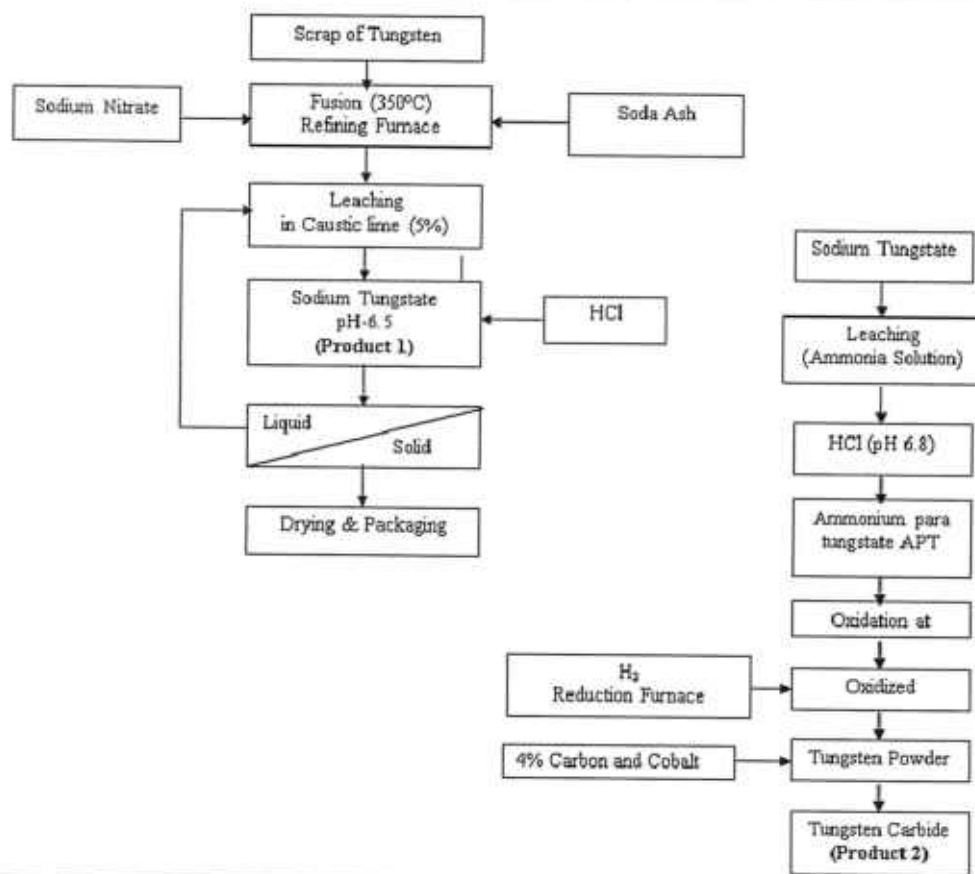 Scrap of Tungsten
Sodium Nitrate
Fusion (350ºC)
Refining Furnace
Soda Ash
Leaching
in Caustic lime (5%)
Sodium Tungstate
pH-6.5
(Product 1)
HCl
Liquid
Solid
Drying & Packaging
Sodium Tungstate
Leaching
(Ammonia Solution)
HCl (pH 6.8)
Ammonium para
tungstate APT
Oxidation at
H₂
Reduction Furnace
Oxidized
4% Carbon and Cobalt
Tungsten Powder
Tungsten Carbide
(Product 2)